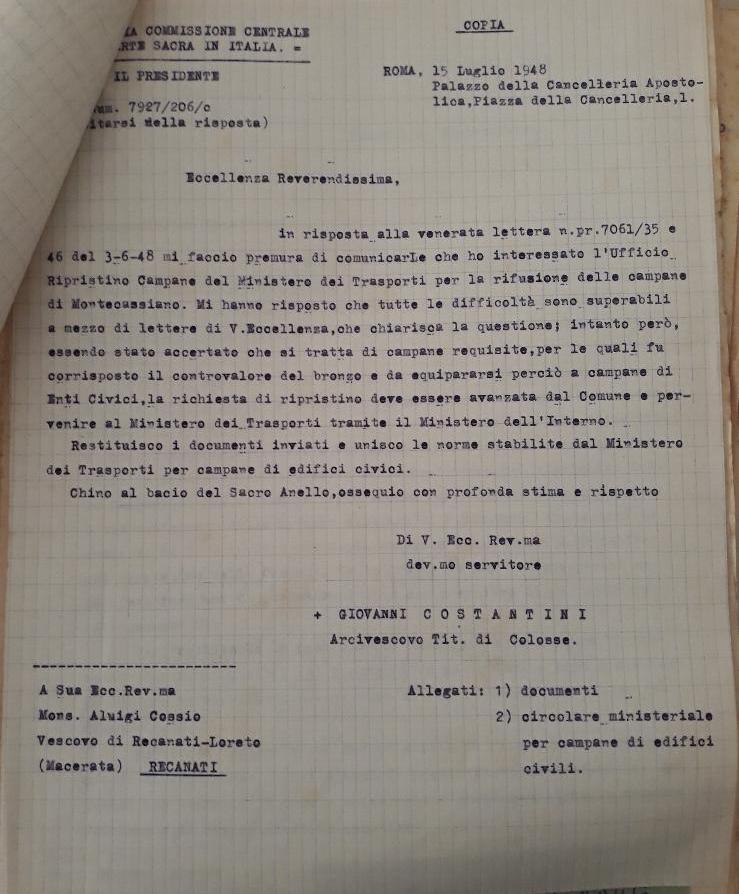 COPIA
COMMISSIONE CENTRALE
ARTE SACRA IN ITALIA. =
IL PRESIDENTE
ROMA, 15 Luglio 1948
Palazzo della Cancelleria Aposto-
lica,Piazza della Cancelleria,1.
7927/206/c
della risposta)
Eccellenza Reverendissima,
in risposta alla venerata lettera n.pr.7061/35 e
46 del 3-6-48 mi faccio premura di comunicarLe che ho interessato l'Ufficio
Ripristino Campane del Ministero dei Trasporti per la rifusione delle campane
di Montecassiano. Mi hanno risposto che tutte le difficoltà sono superabili
a mezzo di lettere di V.Eccellenza,che chiarisca la questione; intanto però,
essendo stato accertato che si tratta di campane requisite,per le quali fu
corrisposto il controvalore del bronzo e da equipararsi perciò a campane di
Enti Civici,la richiesta di ripristino deve essere avanzata dal Comune e per-
venire al Ministero dei Trasporti tramite il Ministero dell'Interno.
Restituisco i documenti inviati e unisco le norme stabilite dal Ministero
dei Trasporti per campane di edifici civici.
Chino al bacio del Sacro Anello,ossequio con profonda stima e rispetto
Di V. Ecc. Rev.ma
dev.mo servitore
+ GIOVANNI C O S T A N T I N I
Arcivescovo Tit. di Colosse.
A Sua Ecc.Rev.ma
Mons. Aluigi Cossio
Vescovo di Recanati-Loreto
(Macerata) RECANATI
Allegati: 1) documenti
2) circolare ministeriale
per campane di edifici
civili.